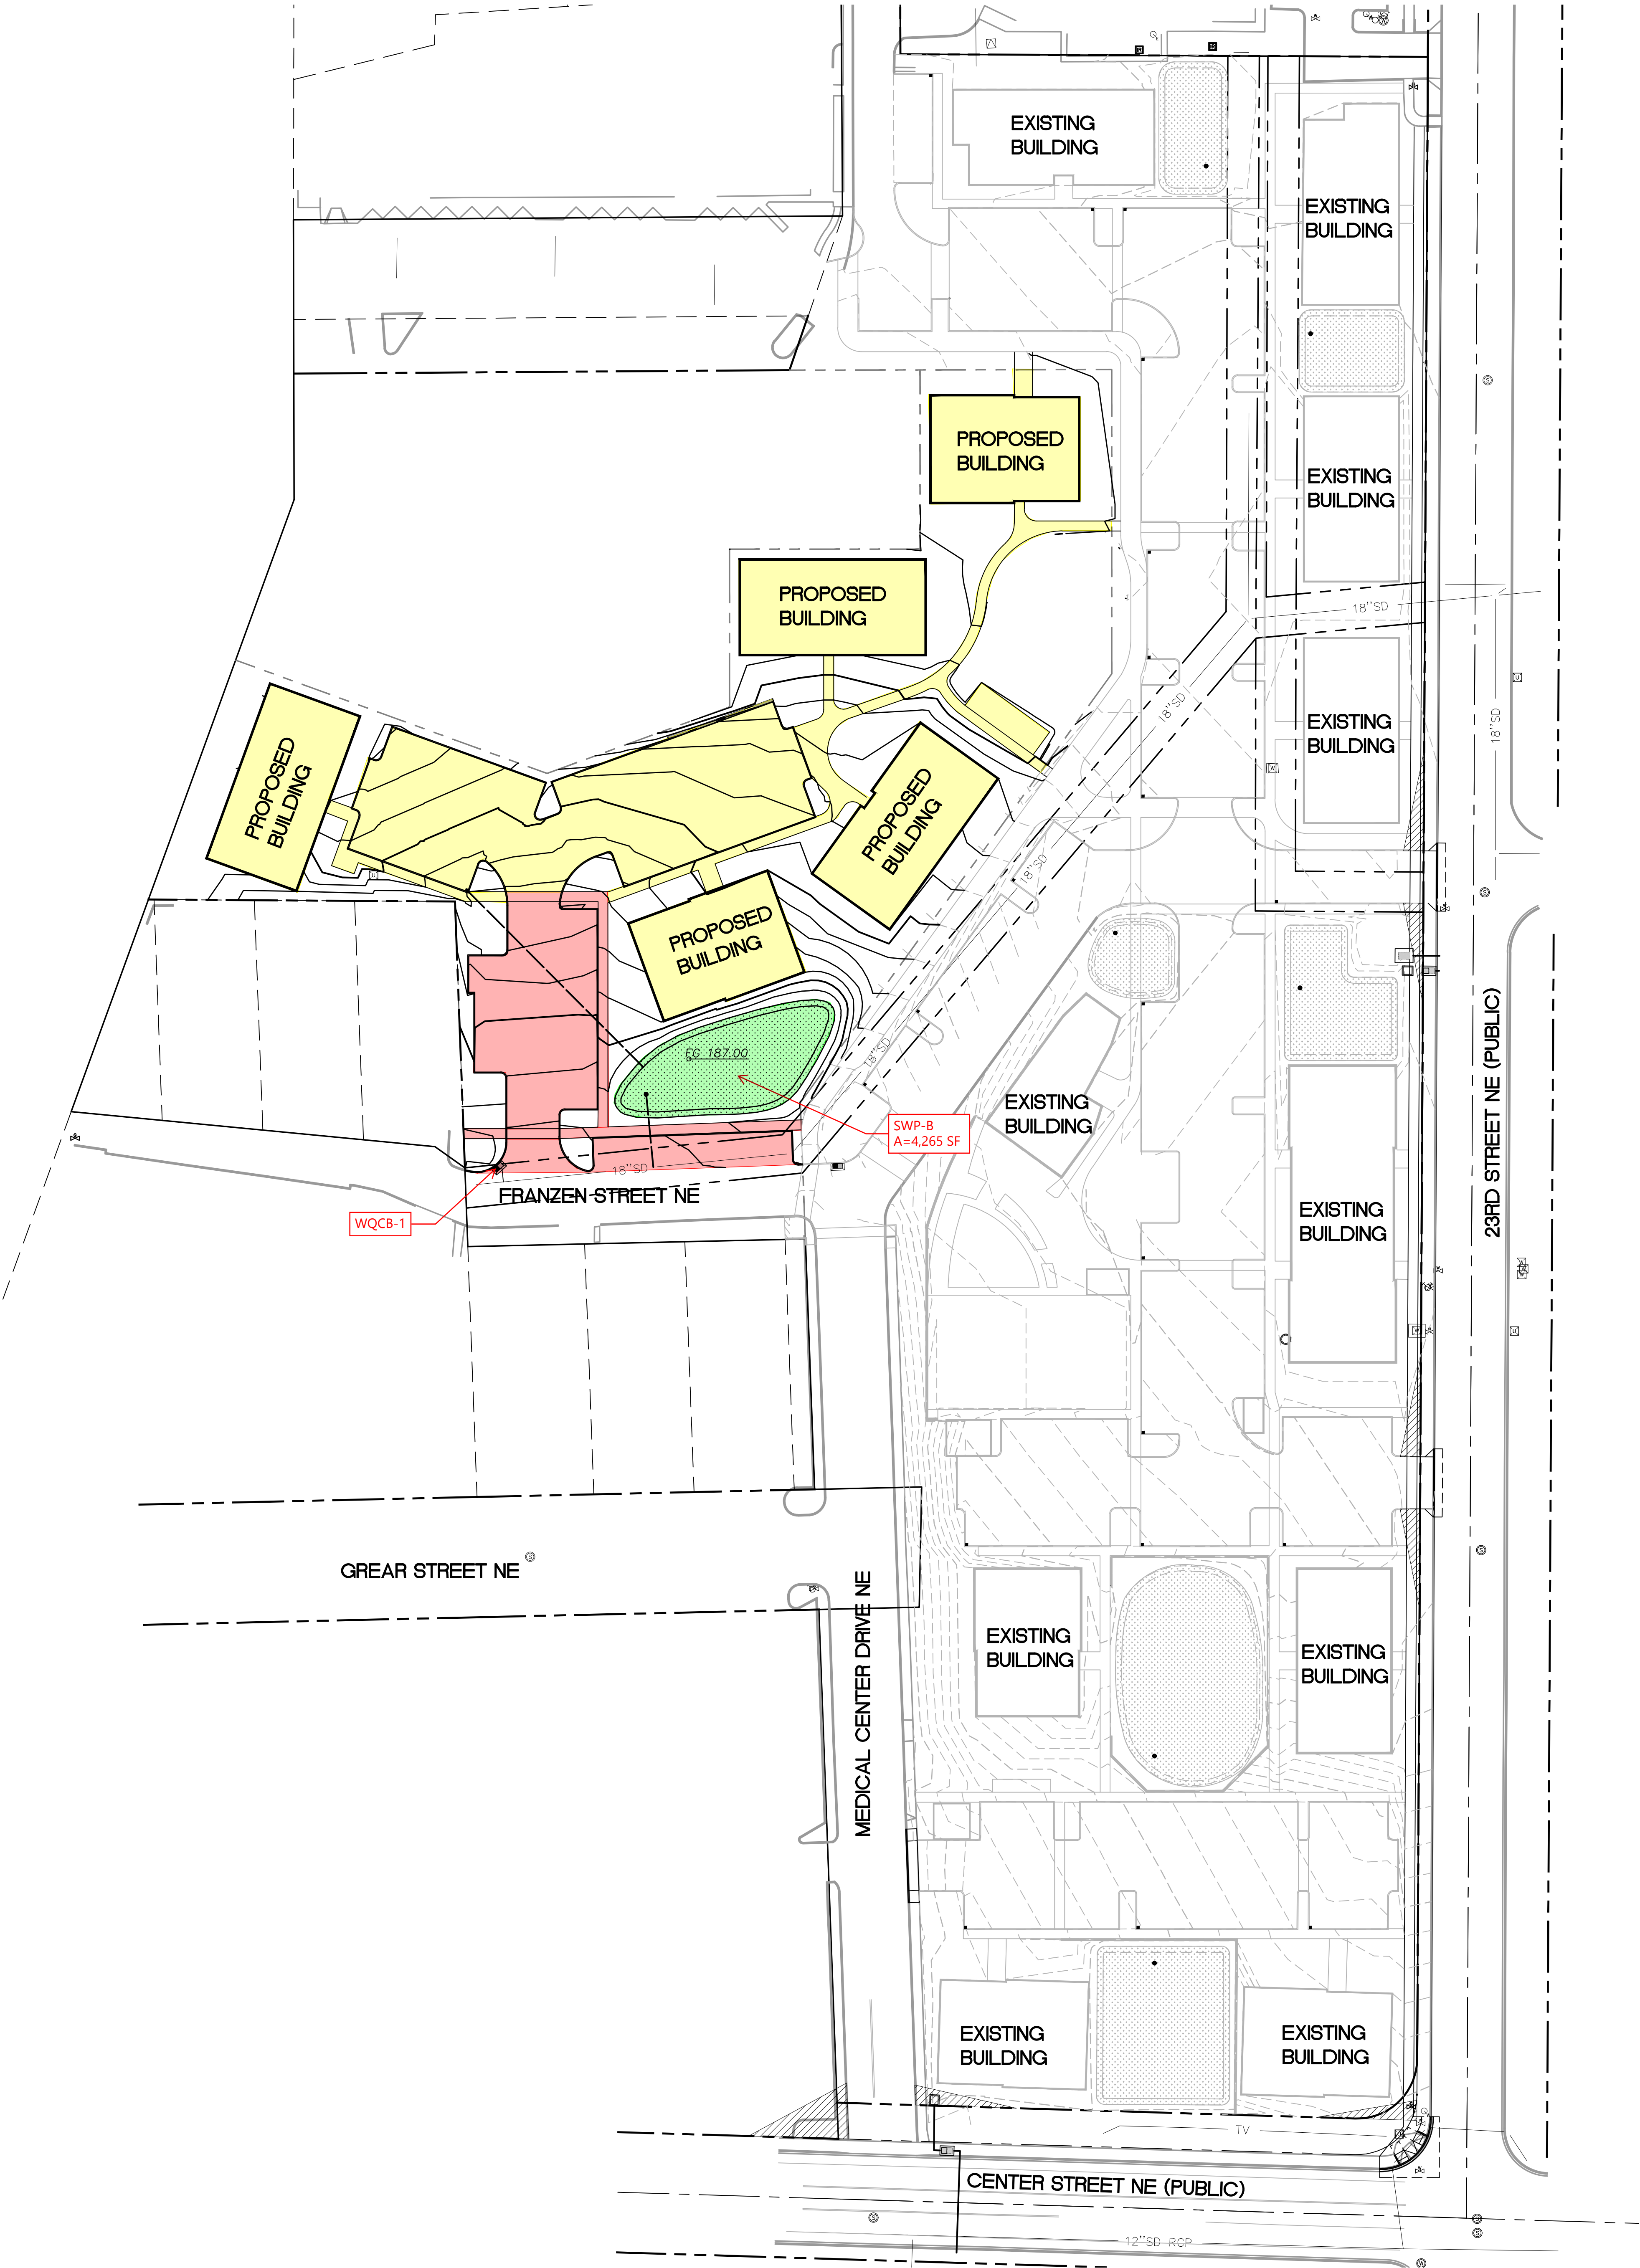 EXISTING
BUILDING
EXISTING
BUILDING
PROPOSED
BUILDING
EXISTING
BUILDING
PROPOSED
BUILDING
18"SD
18"SD
18"SD
EXISTING
BUILDING
PROPOSED
BUILDING
PROPOSED
BUILDING
18"SD
PROPOSED
BUILDING
FG 187.00
18"SD
SWP-B
A=4,265 SF
EXISTING
BUILDING
23RD STREET NE (PUBLIC)
18"SD
FRANZEN STREET NE
WQCB-1
EXISTING
BUILDING
GREAR STREET NE
MEDICAL CENTER DRIVE NE
EXISTING
BUILDING
EXISTING
BUILDING
EXISTING
BUILDING
EXISTING
BUILDING
TV
CENTER STREET NE (PUBLIC)
12"SD RCP